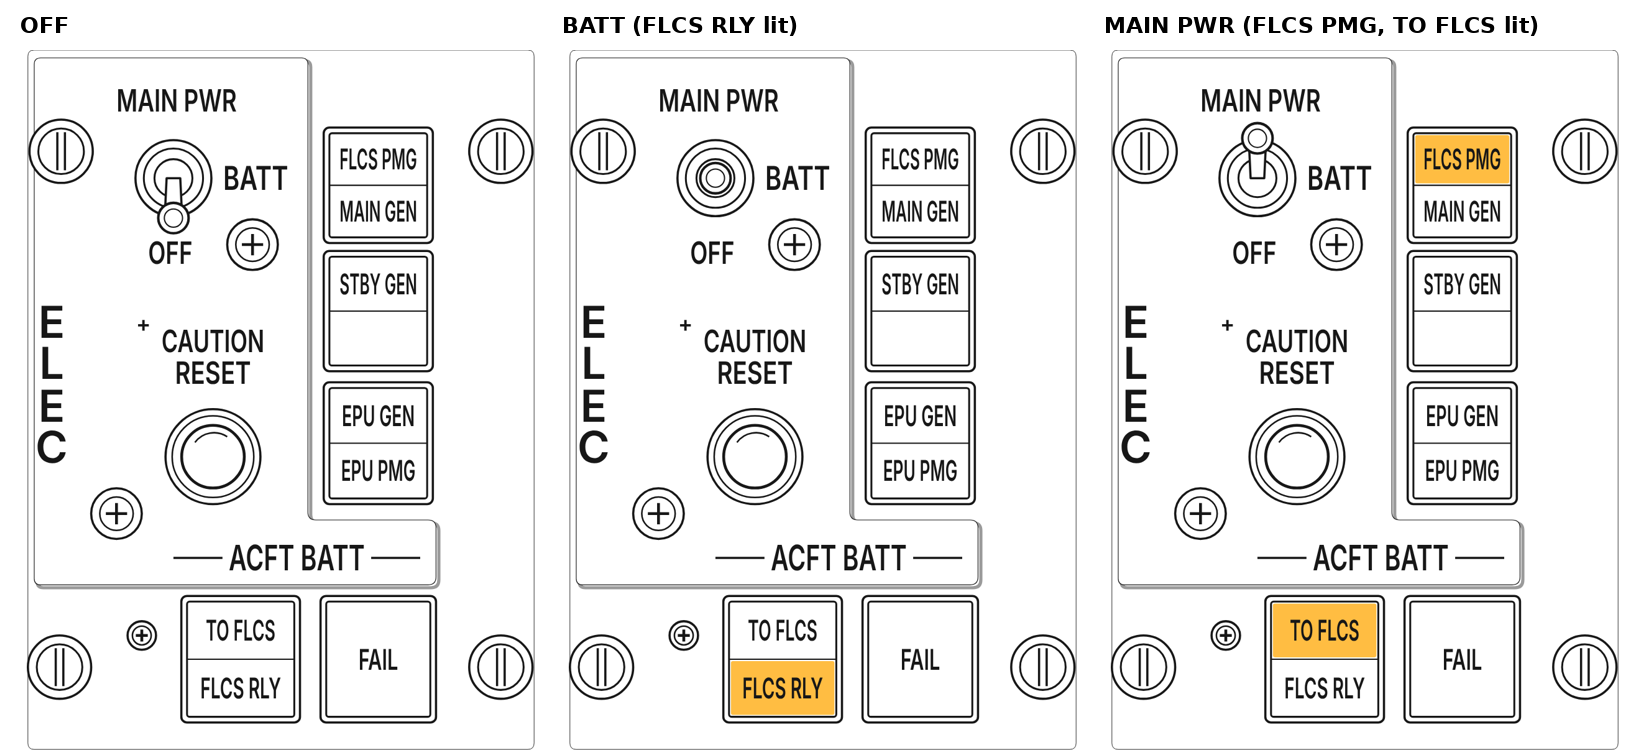 OFF
MAIN PWR
BATT
OFF
FLCS PMG
MAIN GEN
STBY GEN
+
CAUTION
RESET
ELEC
EPU GEN
EPU PMG
ACFT BATT
TO FLCS
FLCS RLY
FAIL
BATT (FLCS RLY lit)
MAIN PWR
BATT
OFF
FLCS PMG
MAIN GEN
STBY GEN
+
CAUTION
RESET
ELEC
EPU GEN
EPU PMG
ACFT BATT
TO FLCS
FLCS RLY
FAIL
MAIN PWR (FLCS PMG, TO FLCS lit)
MAIN PWR
BATT
OFF
FLCS PMG
MAIN GEN
STBY GEN
+
CAUTION
RESET
ELEC
EPU GEN
EPU PMG
ACFT BATT
TO FLCS
FLCS RLY
FAIL